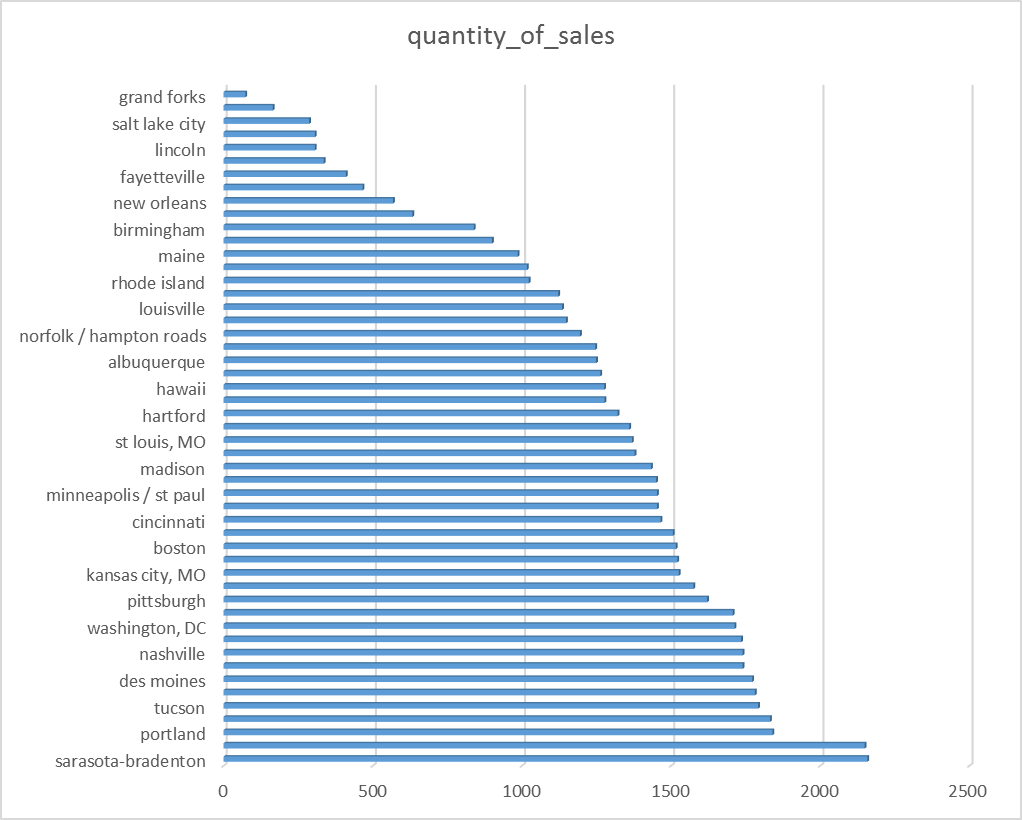 quantity_of_sales
grand forks
salt lake city
lincoln
fayetteville
new orleans
birmingham
maine
rhode island
louisville
norfolk / hampton roads
albuquerque
hawaii
hartford
st louis, MO
madison
minneapolis / st paul
cincinnati
boston
kansas city, MO
pittsburgh
washington, DC
nashville
des moines
tucson
portland
sarasota-bradenton
0 500 1000 1500 2000 2500